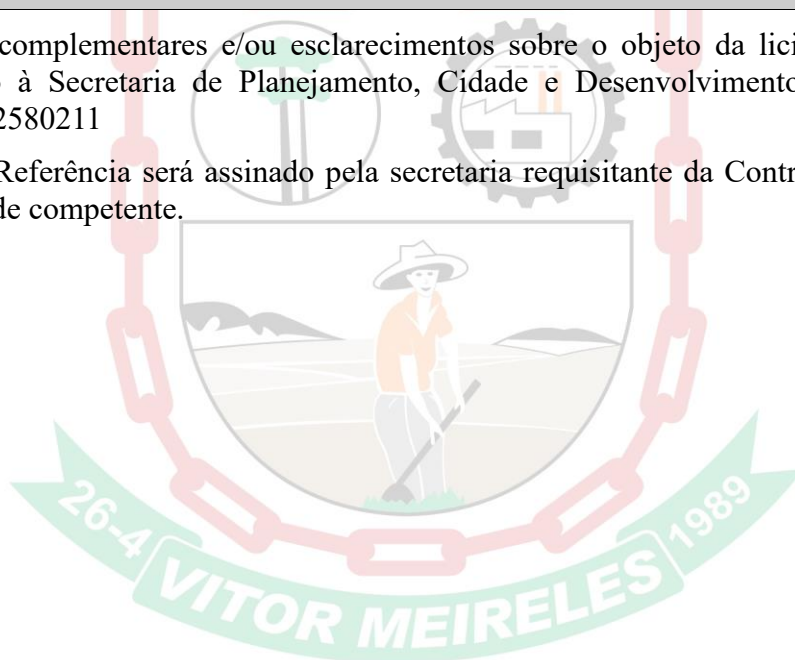 complementares e/ou esclarecimentos sobre o objeto da lici
à Secretaria de Planejamento, Cidade e Desenvolvimento
2580211
Referência será assinado pela secretaria requisitante da Contr
de competente.
26-4 VITOR MEIRELES 1989